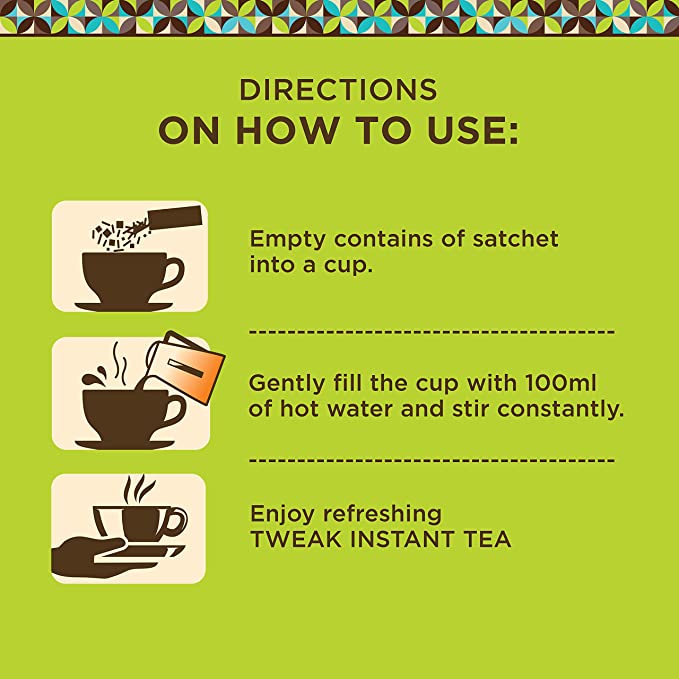 DIRECTIONS
ON HOW TO USE:
Empty contains of satchet
into a cup.
Gently fill the cup with 100ml
of hot water and stir constantly.
Enjoy refreshing
TWEAK INSTANT TEA